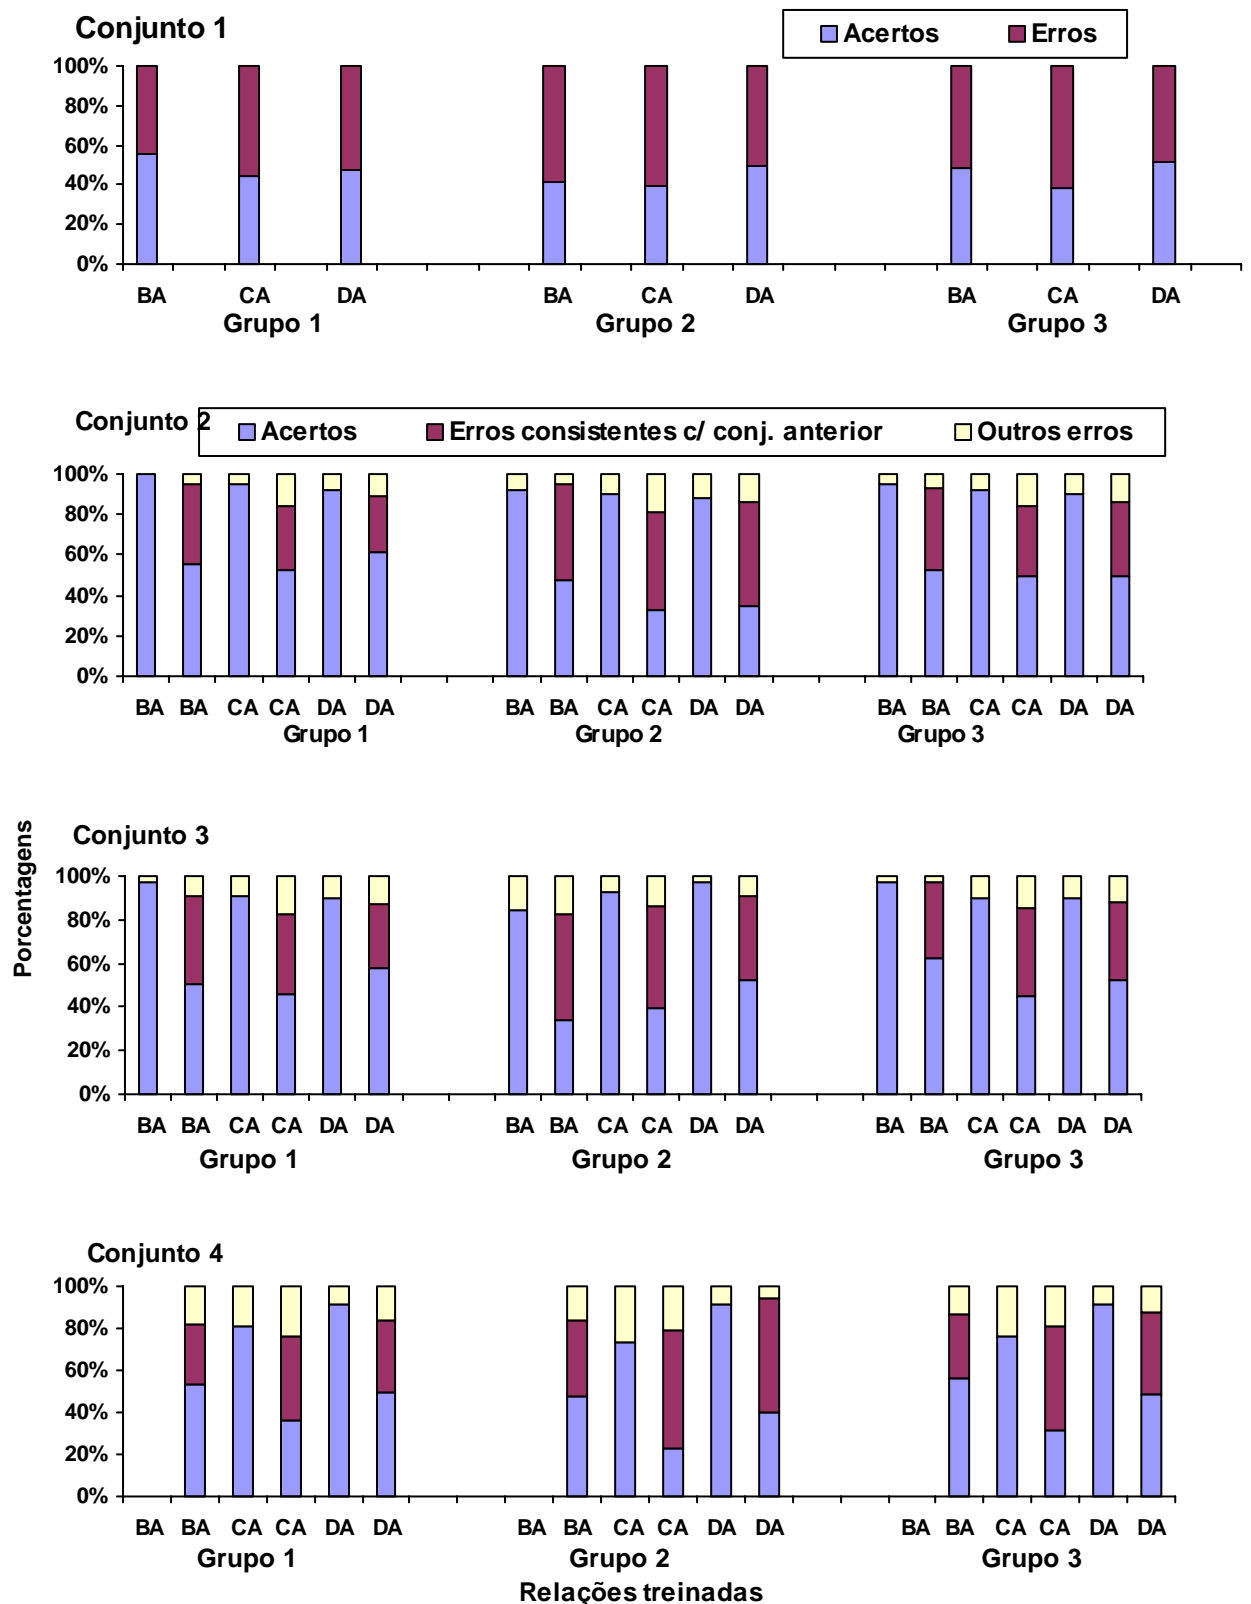 Conjunto 1
Acertos Erros
100%
80%
60%
40%
20%
0%
BA CA DA BA CA DA BA CA DA
Grupo 1 Grupo 2 Grupo 3
Conjunto 2
Acertos Erros consistentes c/ conj. anterior Outros erros
100%
80%
60%
40%
20%
0%
BA BA CA CA DA DA BA BA CA CA DA DA BA BA CA CA DA DA
Grupo 1 Grupo 2 Grupo 3
Porcentagens
Conjunto 3
100%
80%
60%
40%
20%
0%
BA BA CA CA DA DA BA BA CA CA DA DA BA BA CA CA DA DA
Grupo 1 Grupo 2 Grupo 3
Conjunto 4
100%
80%
60%
40%
20%
0%
BA BA CA CA DA DA BA BA CA CA DA DA BA BA CA CA DA DA
Grupo 1 Grupo 2 Grupo 3
Relações treinadas